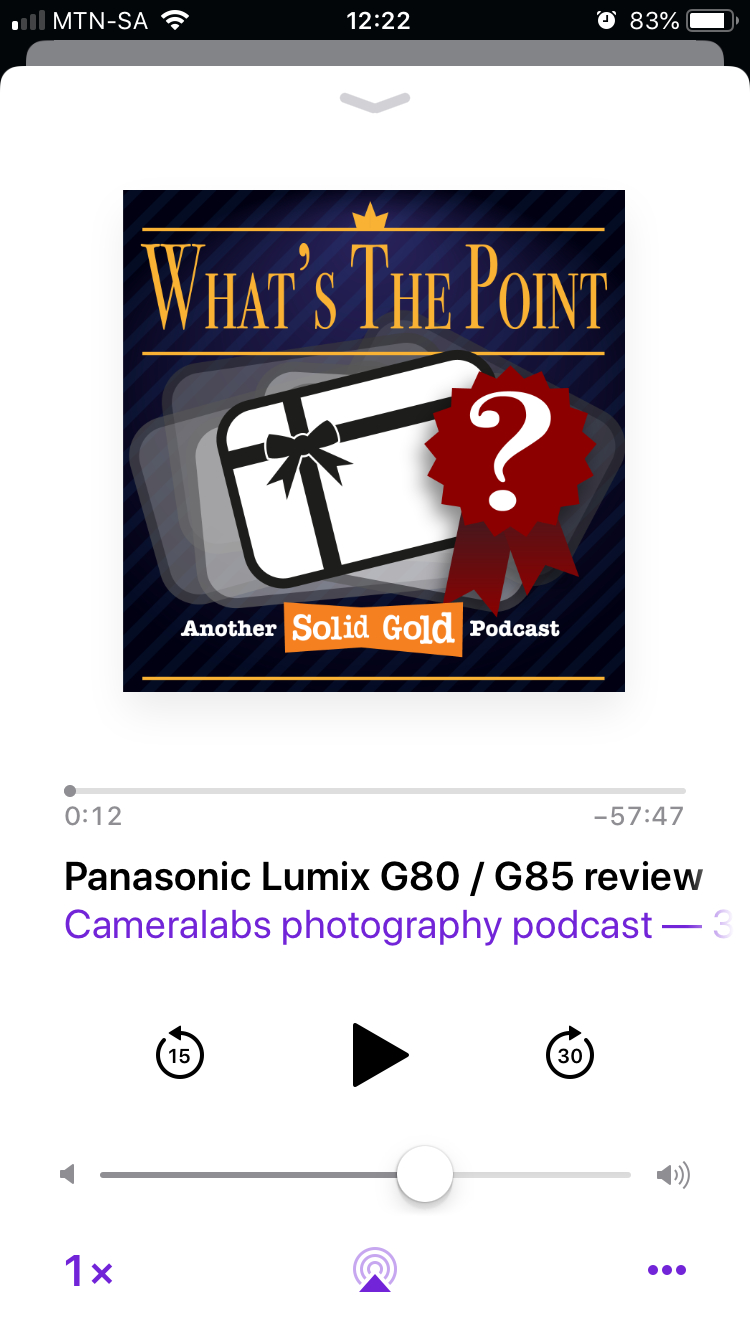 MTN-SA 12:22 83%
WHAT'S THE POINT
?
Another Solid Gold Podcast
0:12 −57:47
Panasonic Lumix G80 / G85 review
Cameralabs photography podcast — 3
15 30
1×